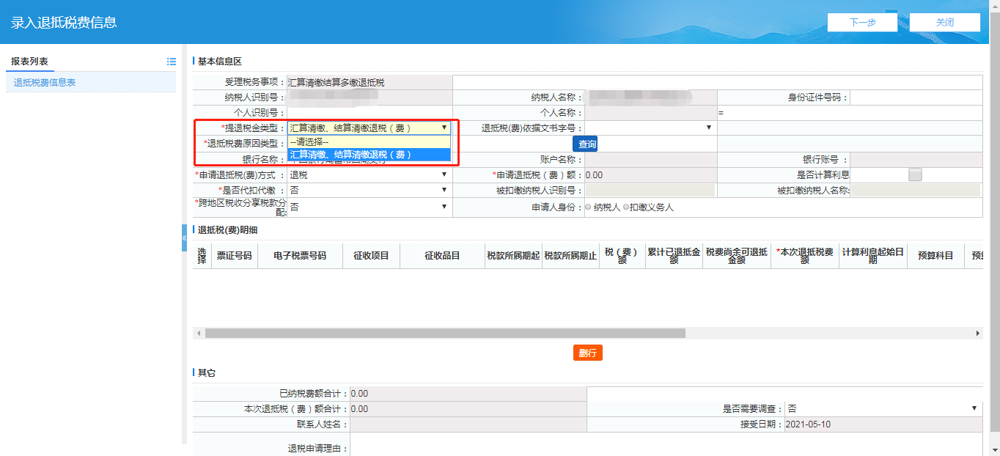 录入退抵税费信息
下一步 关闭
报表列表
退抵税费信息表
基本信息区
受理税务事项： 汇算清缴结算多缴退抵税
纳税人识别号： 纳税人名称： 身份证件号码：
个人识别号： 个人名称： =
*提退税金类型： 汇算清缴、结算清缴退税（费） 退抵税(费)依据文书字号：
*退抵税费原因类型： --请选择-- 查询
汇算清缴、结算清缴退税（费）
银行名称： 账户名称： 银行账号 ：
*申请退抵税(费)方式 ： 退税 *申请退抵税（费）额： 0.00 是否计算利息
*是否代扣代缴 ： 否 被扣缴纳税人识别号： 被扣缴纳税人名称:
*跨地区税收分享税款分配: 否 申请人身份： 纳税人 扣缴义务人
退抵税(费)明细
选择 票证号码 电子税票号码 征收项目 征收品目 税款所属期起 税款所属期止 税（费）额 累计已退抵金额 税费尚余可退抵金额 *本次退抵税费额 计算利息起始日期 预算科目
«
删行
其它
已纳税费额合计： 0.00
本次退抵税（费）额合计： 0.00 是否需要调查： 否
联系人姓名： 接受日期： 2021-05-10
退税申请理由：